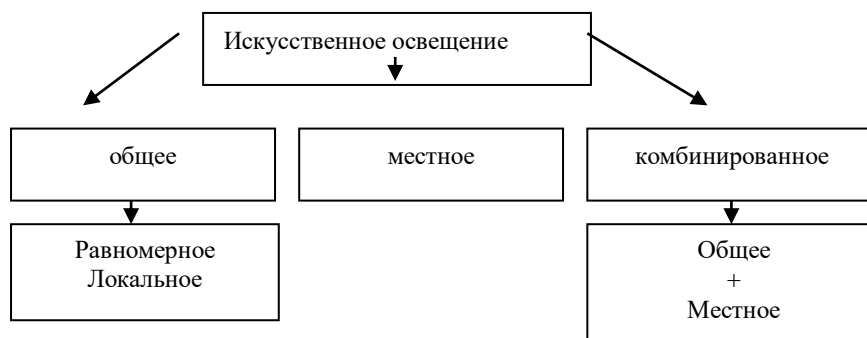 Искусственное освещение
общее
местное
комбинированное
Равномерное
Локальное
Общее
+
Местное